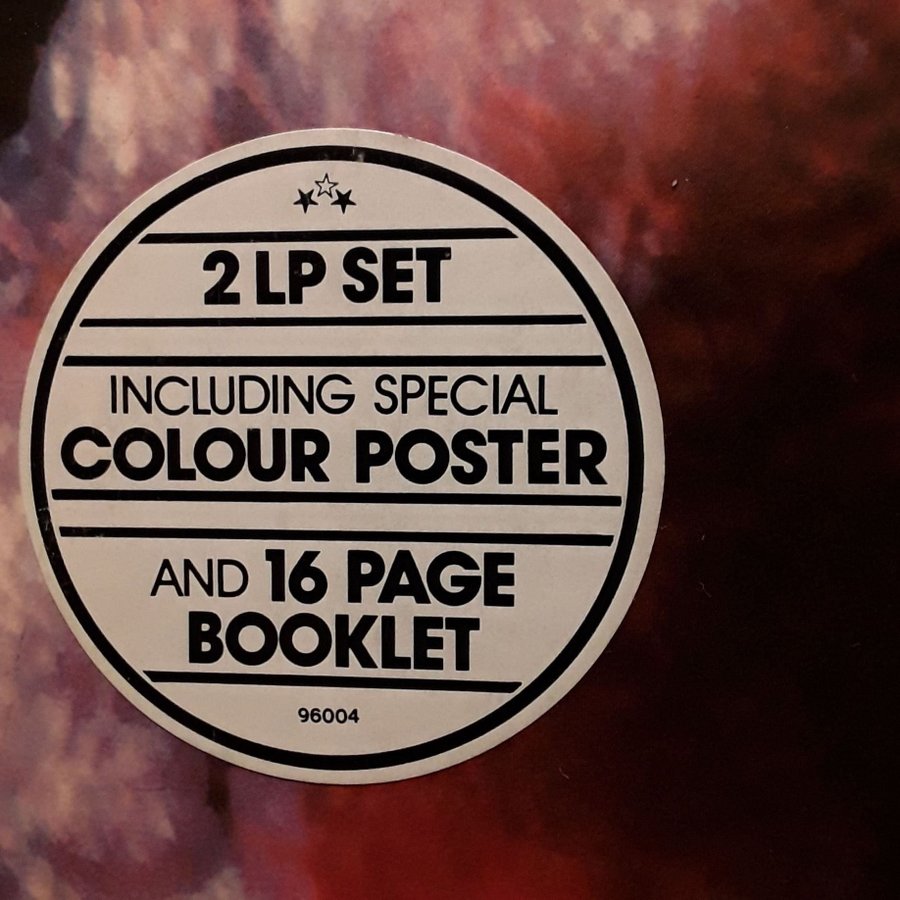 2 LP SET
INCLUDING SPECIAL
COLOUR POSTER
AND 16 PAGE
BOOKLET
96004